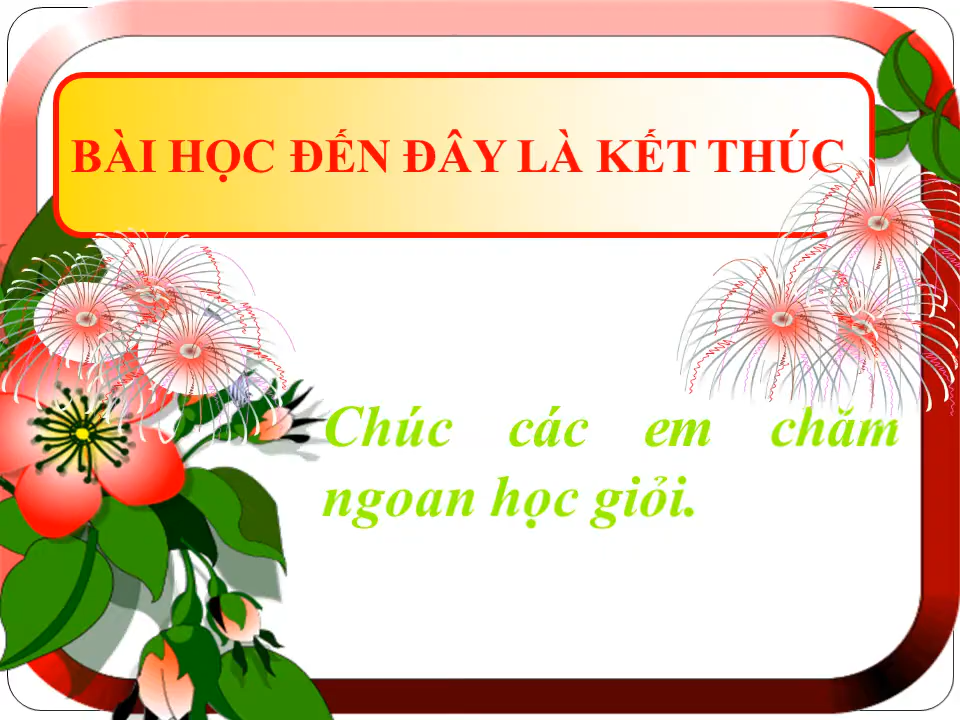 BÀI HỌC ĐẾN ĐÂY LÀ KẾT THÚC
Chúc các em chăm
ngoan học giỏi.